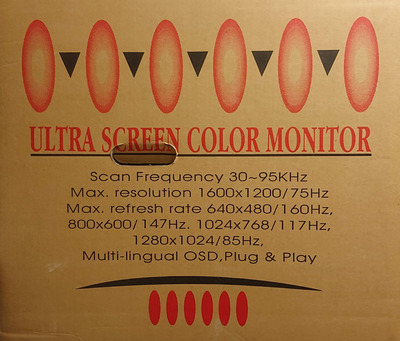 ULTRA SCREEN COLOR MONITOR
Scan Frequency 30~95KHz
Max. resolution 1600x1200/75Hz
Max. refresh rate 640x480/160Hz,
800x600/147Hz. 1024x768/117Hz,
1280x1024/85Hz,
Multi-lingual OSD,Plug & Play